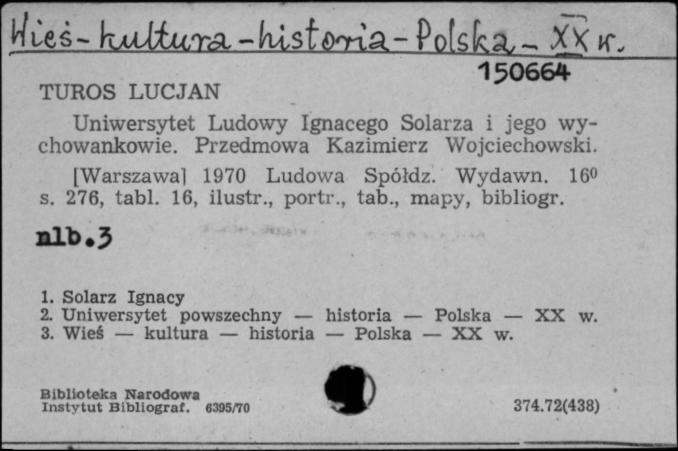 Wieś - kultura - historia - Polska - XX w.
150664
TUROS LUCJAN
Uniwersytet Ludowy Ignacego Solarza i jego wy-
chowankowie. Przedmowa Kazimierz Wojciechowski.
[Warszawa] 1970 Ludowa Spółdz. Wydawn. 16⁰
s. 276, tabl. 16, ilustr., portr., tab., mapy, bibliogr.
nlb.3
1. Solarz Ignacy
2. Uniwersytet powszechny — historia — Polska — XX w.
3. Wieś — kultura — historia — Polska — XX w.
Biblioteka Narodowa
Instytut Bibliograf. 6395/70 374.72(438)